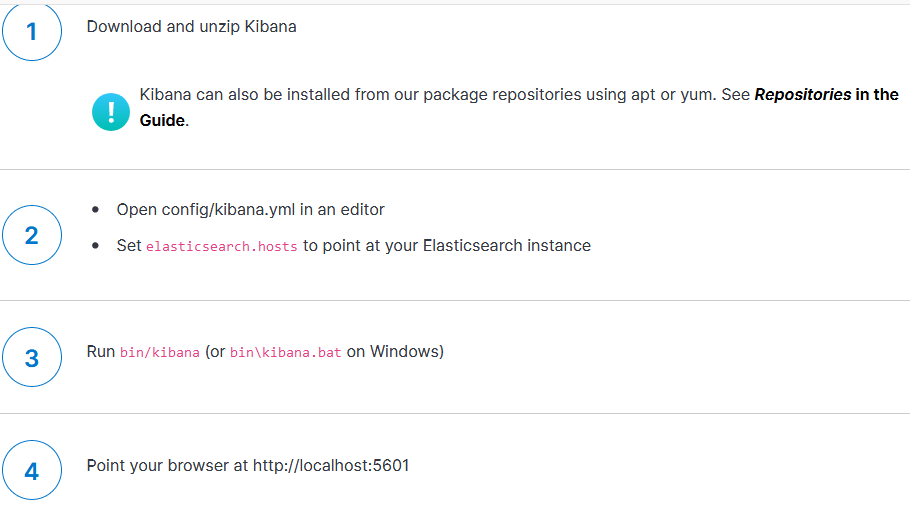 1
Download and unzip Kibana
!
Kibana can also be installed from our package repositories using apt or yum. See Repositories in the
Guide.
2
Open config/kibana.yml in an editor
Set elasticsearch.hosts to point at your Elasticsearch instance
3
Run bin/kibana (or bin\kibana.bat on Windows)
4
Point your browser at http://localhost:5601